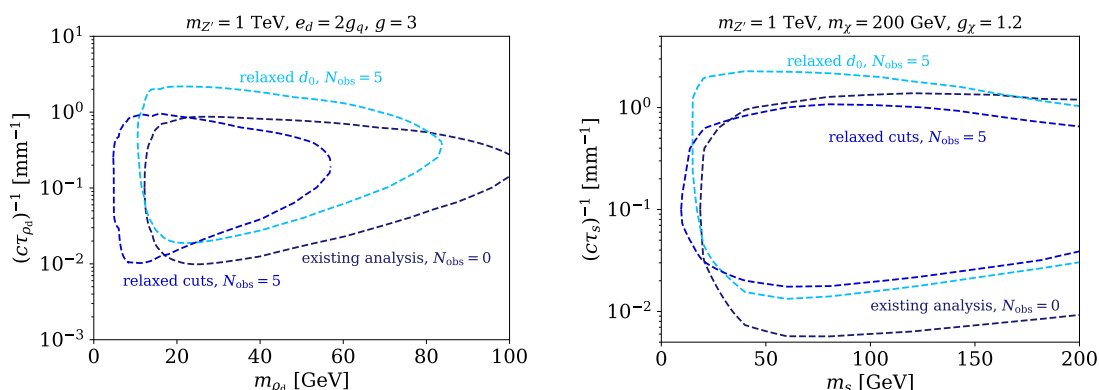 m_{Z′} = 1 TeV, e_d = 2g_q, g = 3
(cτ_{ρ_d})^{−1} [mm^{−1}]
10^1
10^0
10^{−1}
10^{−2}
10^{−3}
relaxed d_0, N_obs = 5
existing analysis, N_obs = 0
relaxed cuts, N_obs = 5
0
20
40
60
80
100
m_{ρ_d} [GeV]
m_{Z′} = 1 TeV, m_χ = 200 GeV, g_χ = 1.2
(cτ_s)^{−1} [mm^{−1}]
10^0
10^{−1}
10^{−2}
relaxed d_0, N_obs = 5
relaxed cuts, N_obs = 5
existing analysis, N_obs = 0
0
50
100
150
200
m_s [GeV]